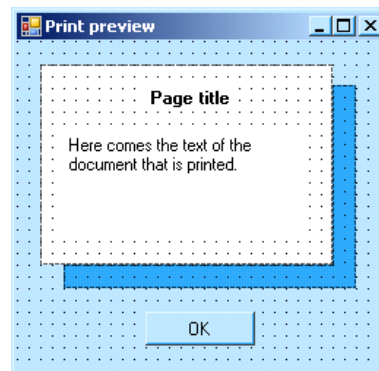 Print preview
Page title
Here comes the text of the
document that is printed.
OK